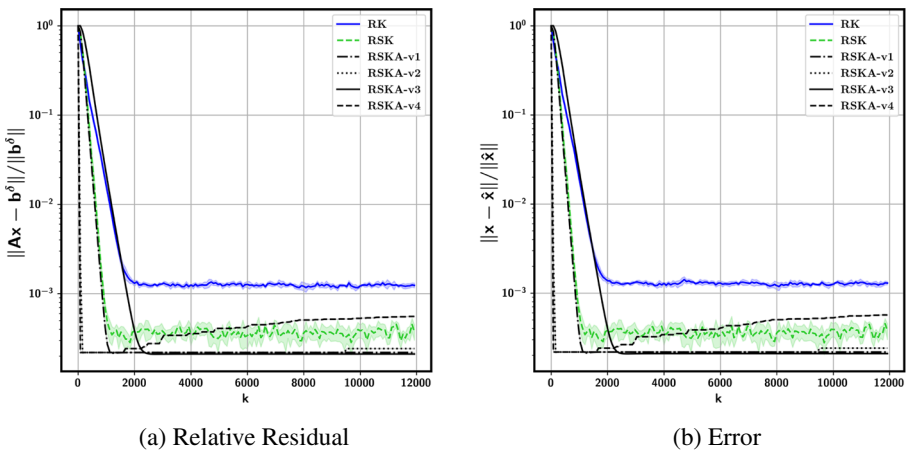 ||Ax − b^δ||/||b^δ||
10^0
10^−1
10^−2
10^−3
RK
RSK
RSKA-v1
RSKA-v2
RSKA-v3
RSKA-v4
0 2000 4000 6000 8000 10000 12000
k
(a) Relative Residual
||x − x̂||/||x̂||
10^0
10^−1
10^−2
10^−3
RK
RSK
RSKA-v1
RSKA-v2
RSKA-v3
RSKA-v4
0 2000 4000 6000 8000 10000 12000
k
(b) Error